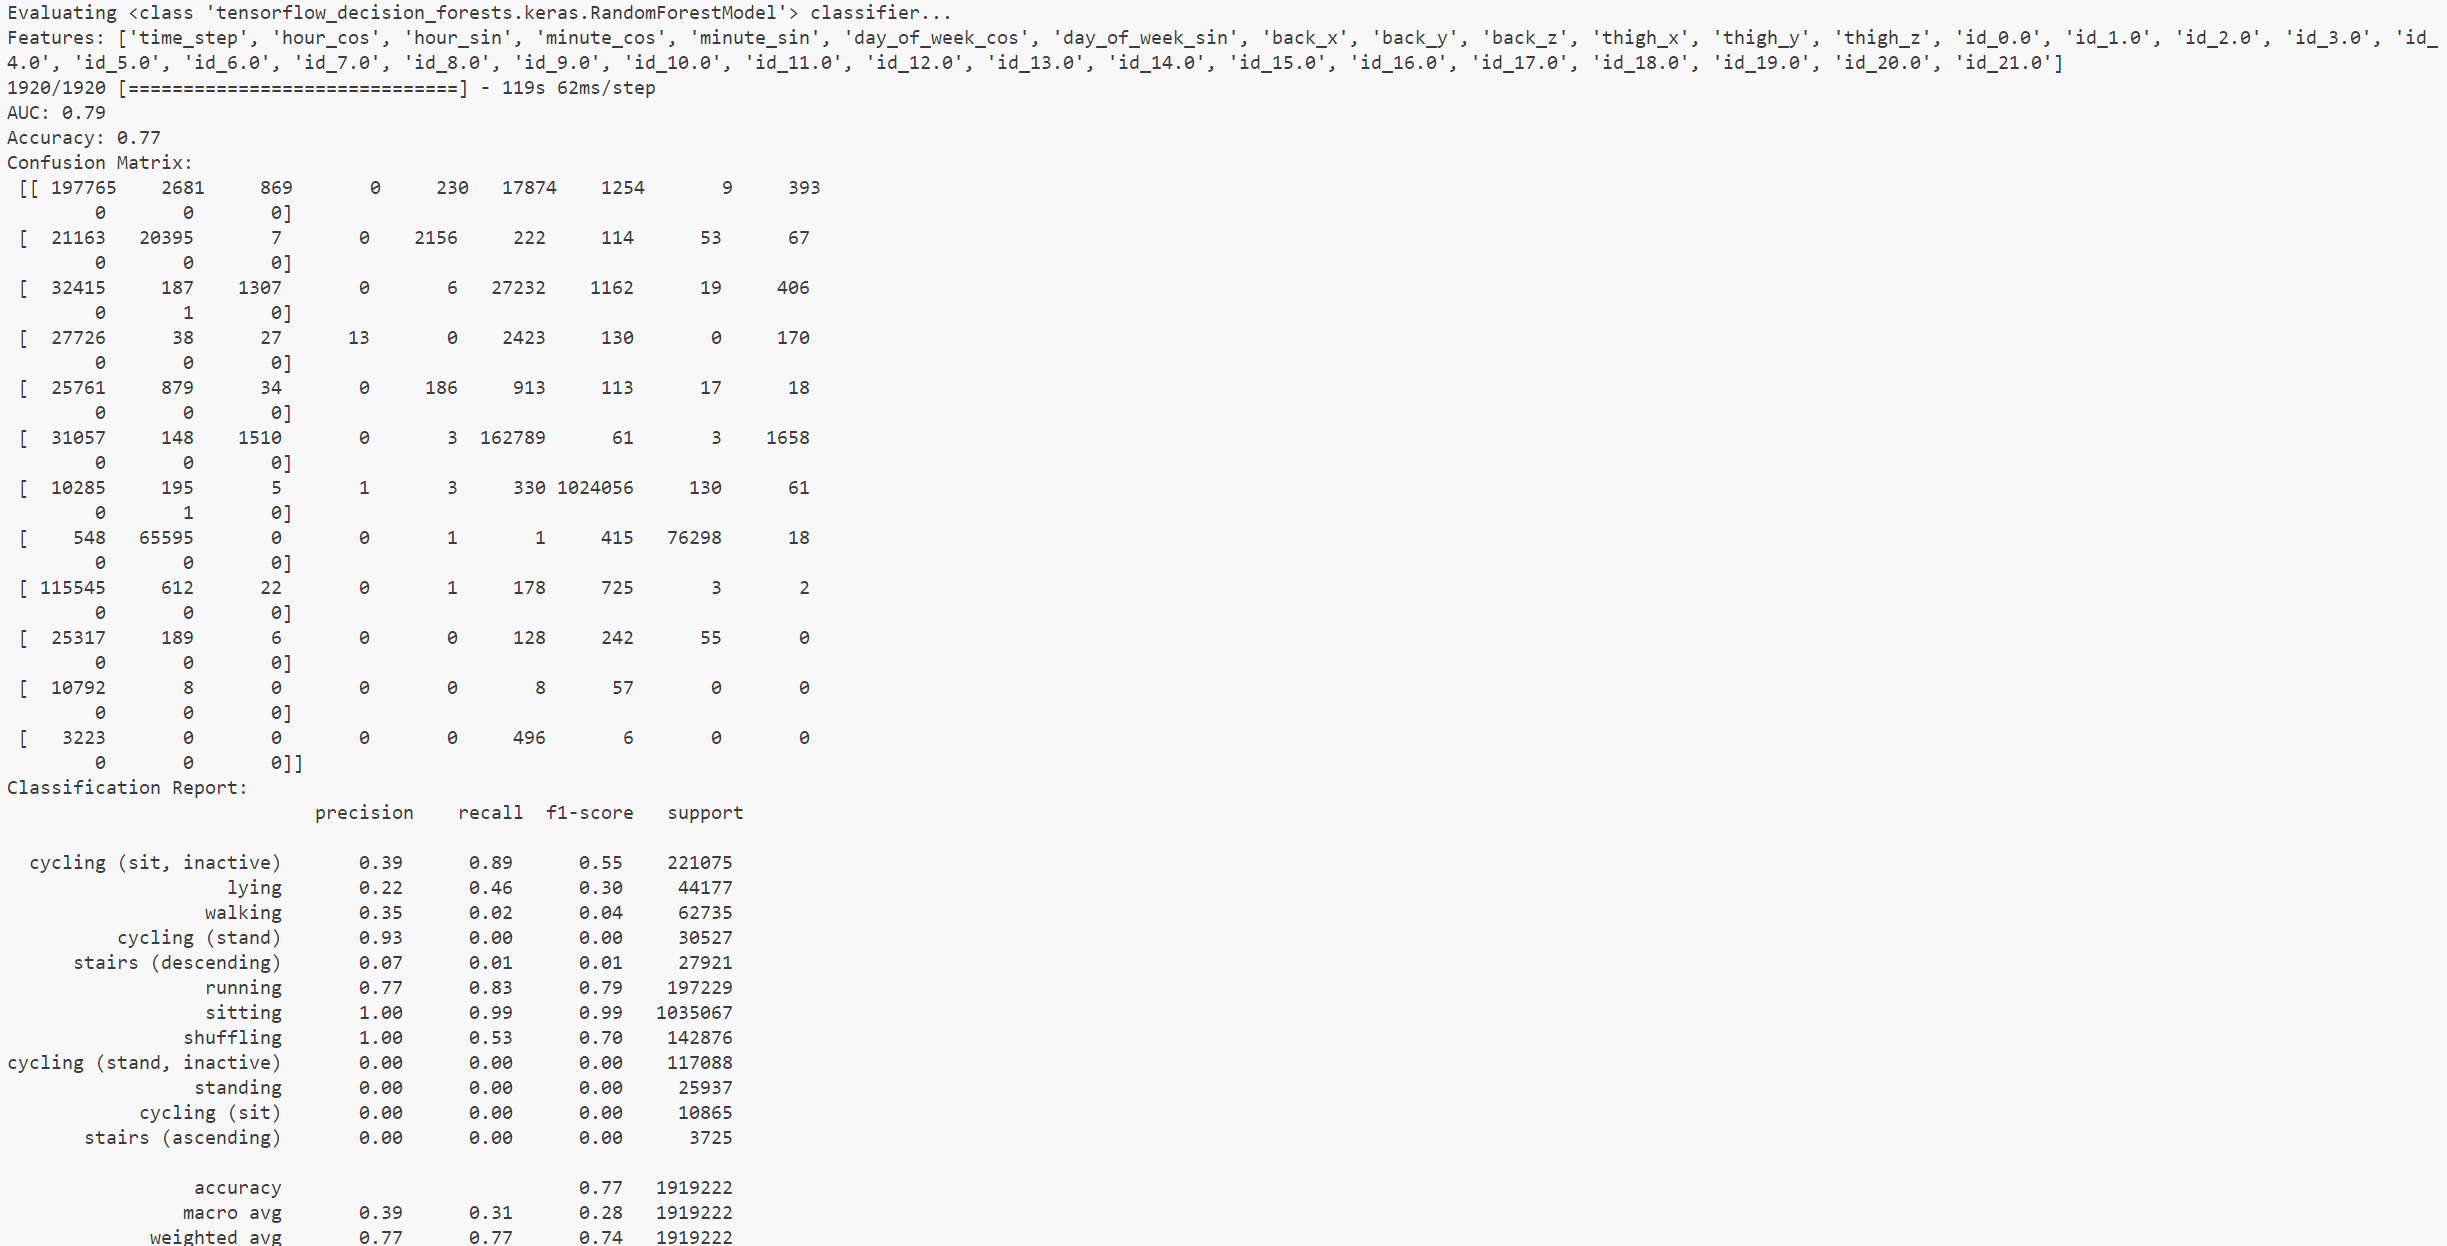 Evaluating <class 'tensorflow_decision_forests.keras.RandomForestModel'> classifier...
Features: ['time_step', 'hour_cos', 'hour_sin', 'minute_cos', 'minute_sin', 'day_of_week_cos', 'day_of_week_sin', 'back_x', 'back_y', 'back_z', 'thigh_x', 'thigh_y', 'thigh_z', 'id_0.0', 'id_1.0', 'id_2.0', 'id_3.0', 'id_
4.0', 'id_5.0', 'id_6.0', 'id_7.0', 'id_8.0', 'id_9.0', 'id_10.0', 'id_11.0', 'id_12.0', 'id_13.0', 'id_14.0', 'id_15.0', 'id_16.0', 'id_17.0', 'id_18.0', 'id_19.0', 'id_20.0', 'id_21.0']
1920/1920 [==============================] - 119s 62ms/step
AUC: 0.79
Accuracy: 0.77
Confusion Matrix:
[[ 197765 2681 869 0 230 17874 1254 9 393
0 0 0]
[ 21163 20395 7 0 2156 222 114 53 67
0 0 0]
[ 32415 187 1307 0 6 27232 1162 19 406
0 1 0]
[ 27726 38 27 13 0 2423 130 0 170
0 0 0]
[ 25761 879 34 0 186 913 113 17 18
0 0 0]
[ 31057 148 1510 0 3 162789 61 3 1658
0 0 0]
[ 10285 195 5 1 3 330 1024056 130 61
0 1 0]
[ 548 65595 0 0 1 1 415 76298 18
0 0 0]
[ 115545 612 22 0 1 178 725 3 2
0 0 0]
[ 25317 189 6 0 0 128 242 55 0
0 0 0]
[ 10792 8 0 0 0 8 57 0 0
0 0 0]
[ 3223 0 0 0 0 496 6 0 0
0 0 0]]
Classification Report:
precision recall f1-score support
cycling (sit, inactive) 0.39 0.89 0.55 221075
lying 0.22 0.46 0.30 44177
walking 0.35 0.02 0.04 62735
cycling (stand) 0.93 0.00 0.00 30527
stairs (descending) 0.07 0.01 0.01 27921
running 0.77 0.83 0.79 197229
sitting 1.00 0.99 0.99 1035067
shuffling 1.00 0.53 0.70 142876
cycling (stand, inactive) 0.00 0.00 0.00 117088
standing 0.00 0.00 0.00 25937
cycling (sit) 0.00 0.00 0.00 10865
stairs (ascending) 0.00 0.00 0.00 3725
accuracy 0.77 1919222
macro avg 0.39 0.31 0.28 1919222
weighted avg 0.77 0.77 0.74 1919222